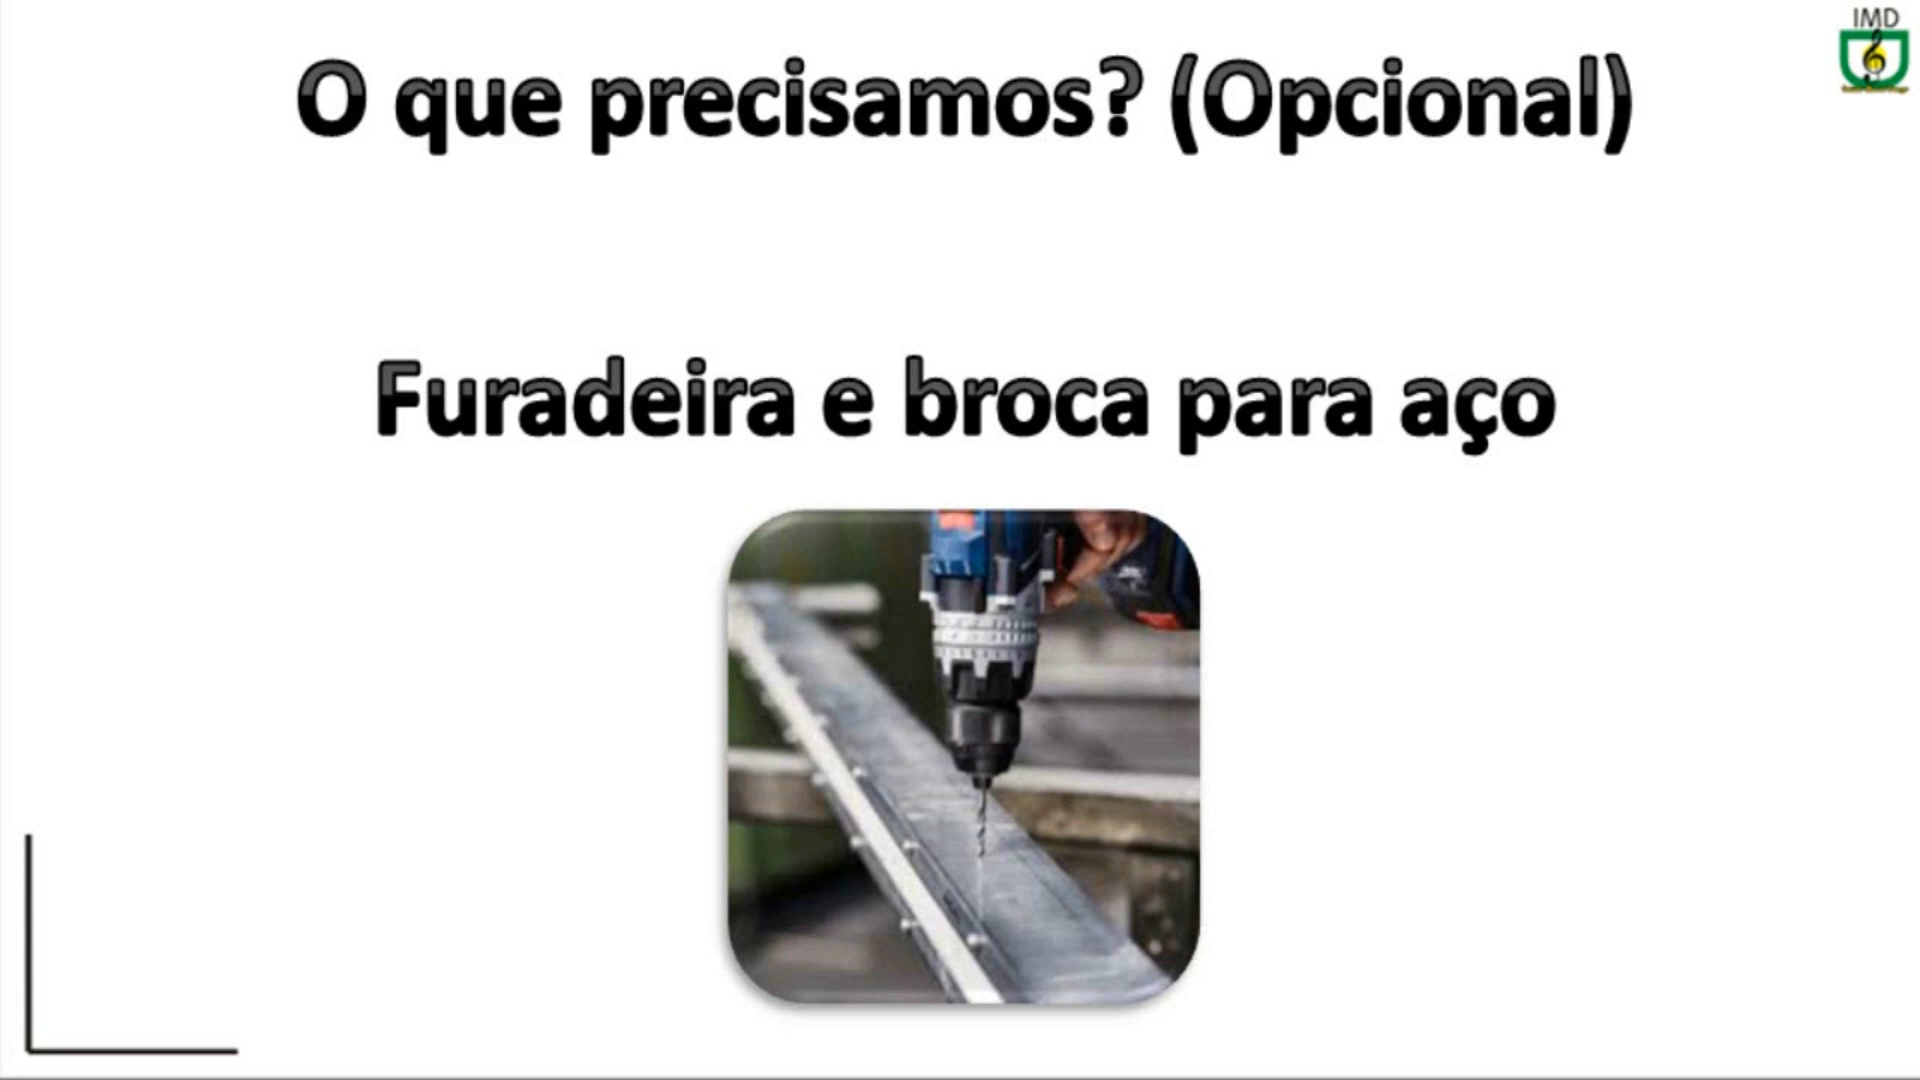 IMD
O que precisamos? (Opcional)
Furadeira e broca para aço